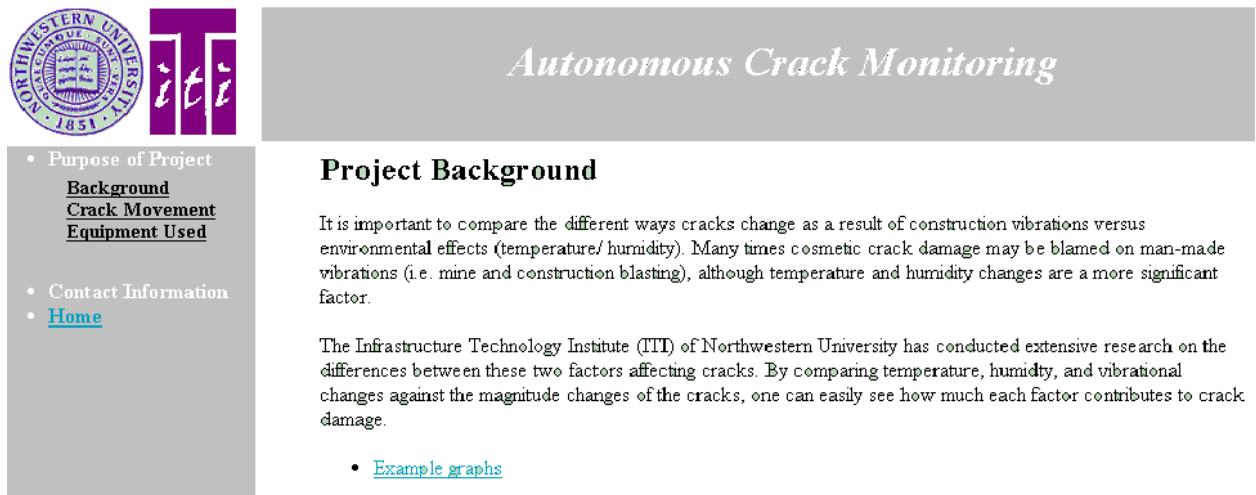 NORTHWESTERN UNIVERSITY
QUAECUMQUE SUNT VERA
1851
iti
Autonomous Crack Monitoring
• Purpose of Project
Background
Crack Movement
Equipment Used
• Contact Information
• Home
Project Background
It is important to compare the different ways cracks change as a result of construction vibrations versus
environmental effects (temperature/ humidity). Many times cosmetic crack damage may be blamed on man-made
vibrations (i.e. mine and construction blasting), although temperature and humidity changes are a more significant
factor.
The Infrastructure Technology Institute (ITI) of Northwestern University has conducted extensive research on the
differences between these two factors affecting cracks. By comparing temperature, humidty, and vibrational
changes against the magnitude changes of the cracks, one can easily see how much each factor contributes to crack
damage.
• Example graphs